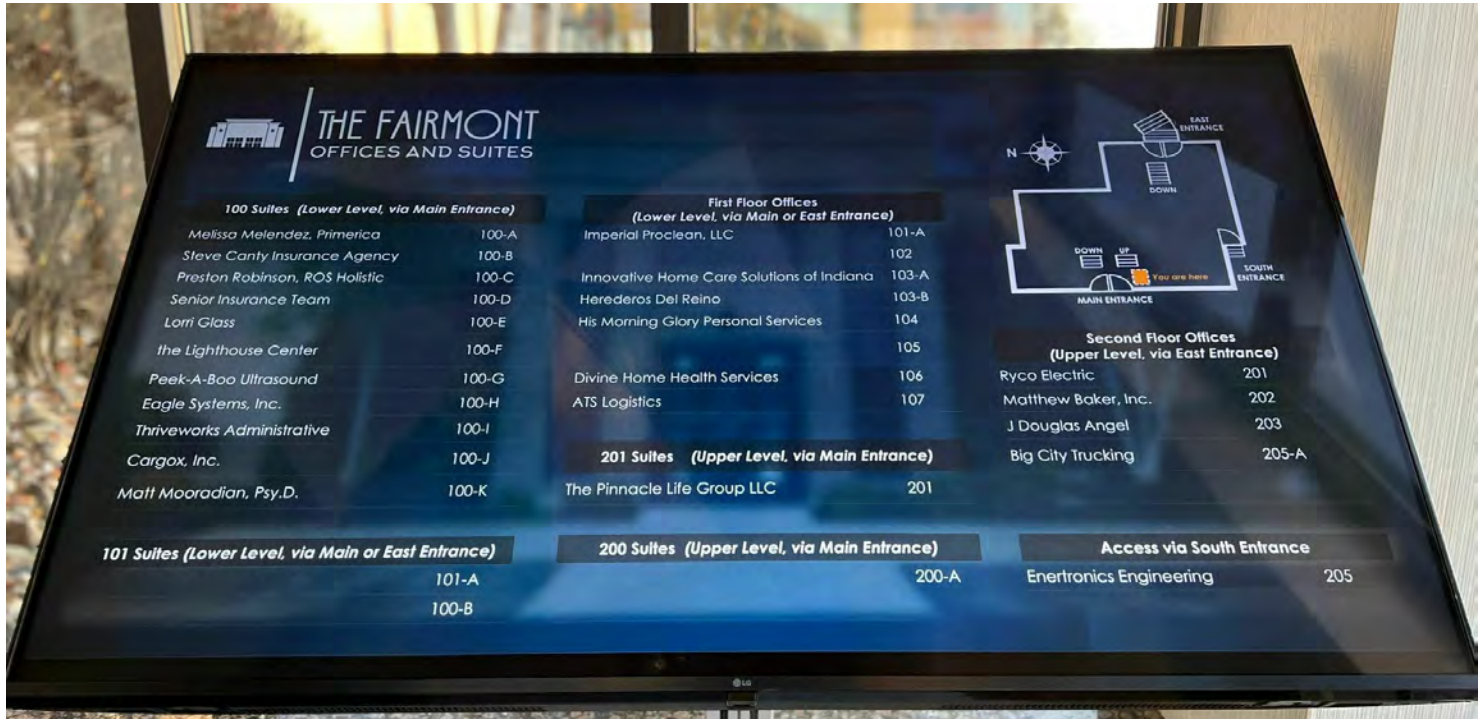 THE FAIRMONT
OFFICES AND SUITES
100 Suites (Lower Level, via Main Entrance)
Melissa Melendez, Primerica 100-A
Steve Canty Insurance Agency 100-B
Preston Robinson, ROS Holistic 100-C
Senior Insurance Team 100-D
Lorri Glass 100-E
the Lighthouse Center 100-F
Peek-A-Boo Ultrasound 100-G
Eagle Systems, Inc. 100-H
Thriveworks Administrative 100-I
Cargox, Inc. 100-J
Matt Mooradian, Psy.D. 100-K
101 Suites (Lower Level, via Main or East Entrance)
101-A
100-B
First Floor Offices
(Lower Level, via Main or East Entrance)
Imperial Proclean, LLC 101-A
102
Innovative Home Care Solutions of Indiana 103-A
Herederos Del Reino 103-B
His Morning Glory Personal Services 104
105
Divine Home Health Services 106
ATS Logistics 107
201 Suites (Upper Level, via Main Entrance)
The Pinnacle Life Group LLC 201
200 Suites (Upper Level, via Main Entrance)
200-A
EAST
ENTRANCE
N
DOWN
DOWN UP
You are here
SOUTH
ENTRANCE
MAIN ENTRANCE
Second Floor Offices
(Upper Level, via East Entrance)
Ryco Electric 201
Matthew Baker, Inc. 202
J Douglas Angel 203
Big City Trucking 205-A
Access via South Entrance
Enertronics Engineering 205
LG